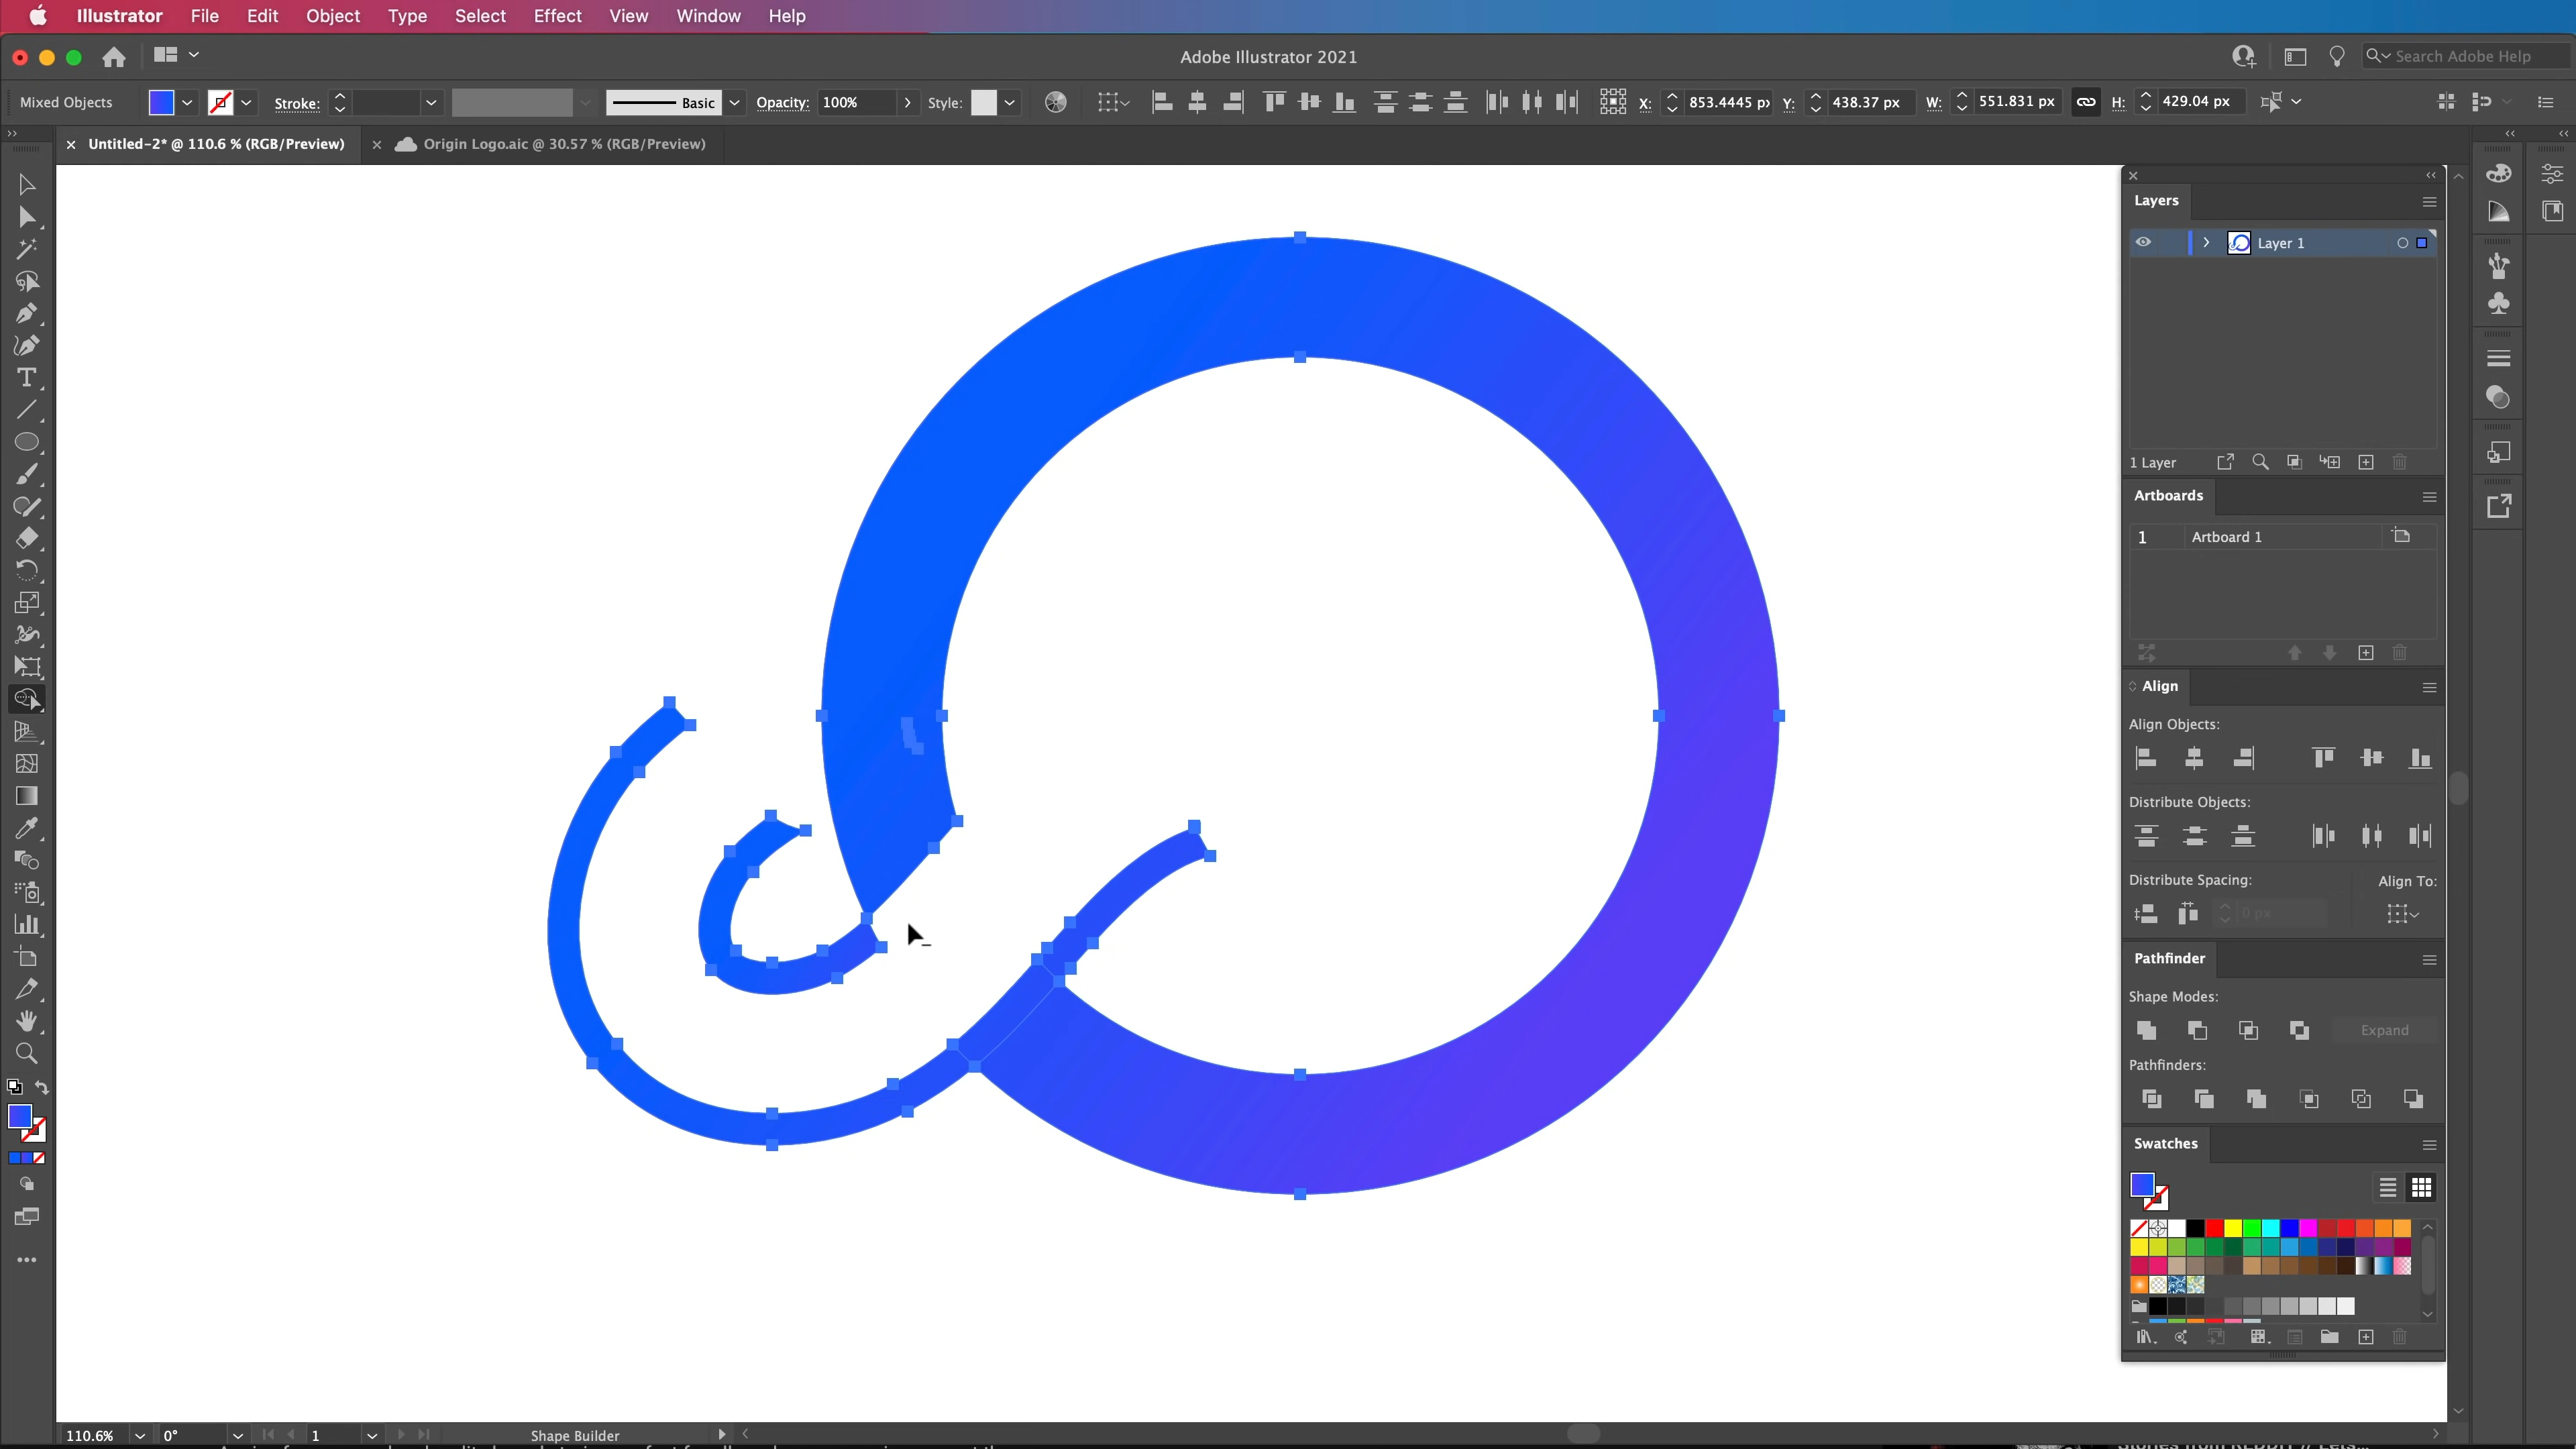 Illustrator File Edit Object Type Select Effect View Window Help
Adobe Illustrator 2021
Search Adobe Help
Mixed Objects Stroke: Basic Opacity: 100% Style: X: 853.4445 px Y: 438.37 px W: 551.831 px H: 429.04 px
Untitled-2* @ 110.6 % (RGB/Preview) Origin Logo.aic @ 30.57 % (RGB/Preview)
Layers
Layer 1
1 Layer
Artboards
1 Artboard 1
Align
Align Objects:
Distribute Objects:
Distribute Spacing: Align To:
0 px
Pathfinder
Shape Modes:
Expand
Pathfinders:
Swatches
110.6% 0° 1 Shape Builder